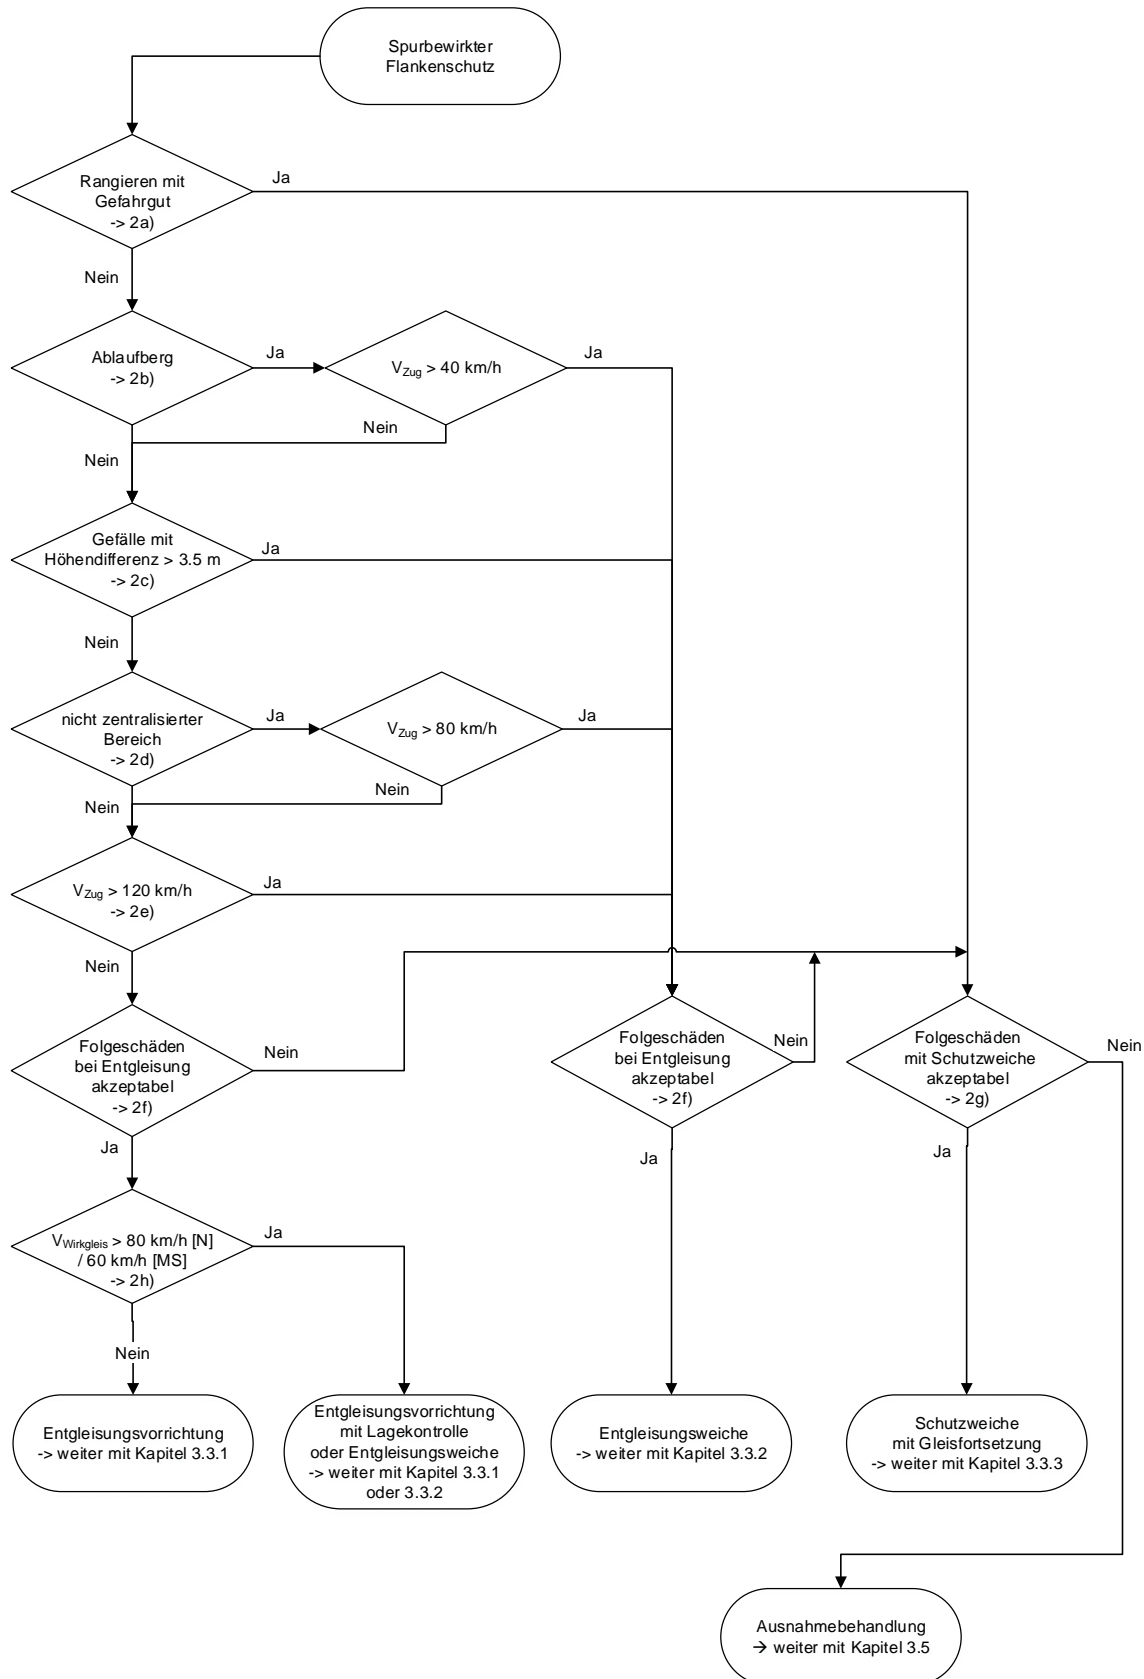 Spurbewirkter
Flankenschutz
Rangieren mit
Gefahrgut
-> 2a)
Ja
Nein
Ablaufberg
-> 2b)
Ja
VZug > 40 km/h
Ja
Nein
Nein
Gefälle mit
Höhendifferenz > 3.5 m
-> 2c)
Ja
Nein
nicht zentralisierter
Bereich
-> 2d)
Ja
VZug > 80 km/h
Ja
Nein
Nein
VZug > 120 km/h
-> 2e)
Ja
Nein
Folgeschäden
bei Entgleisung
akzeptabel
-> 2f)
Nein
Ja
Folgeschäden
bei Entgleisung
akzeptabel
-> 2f)
Nein
Ja
Folgeschäden
mit Schutzweiche
akzeptabel
-> 2g)
Nein
Ja
VWirkgleis > 80 km/h [N]
/ 60 km/h [MS]
-> 2h)
Ja
Nein
Entgleisungsvorrichtung
-> weiter mit Kapitel 3.3.1
Entgleisungsvorrichtung
mit Lagekontrolle
oder Entgleisungsweiche
-> weiter mit Kapitel 3.3.1
oder 3.3.2
Entgleisungsweiche
-> weiter mit Kapitel 3.3.2
Schutzweiche
mit Gleisfortsetzung
-> weiter mit Kapitel 3.3.3
Ausnahmebehandlung
→ weiter mit Kapitel 3.5